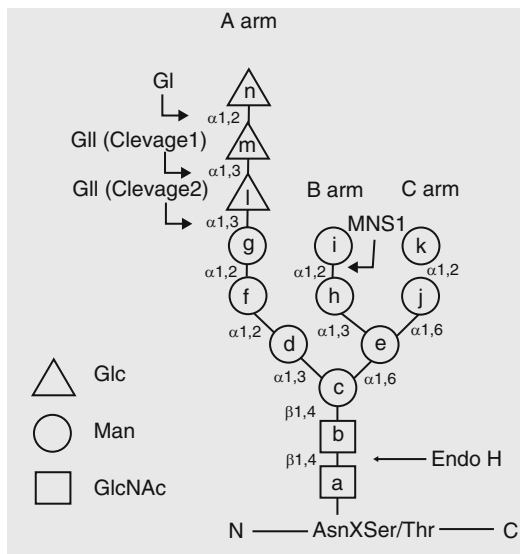 A arm
GI
n
α1,2
GII (Clevage1)
m
α1,3
GII (Clevage2)
l
B arm
C arm
α1,3
MNS1
g
i
k
α1,2
α1,2
α1,2
f
h
j
α1,2
α1,3
α1,6
d
e
Glc
α1,3
c
α1,6
β1,4
Man
b
β1,4
Endo H
GlcNAc
a
N
AsnXSer/Thr
C